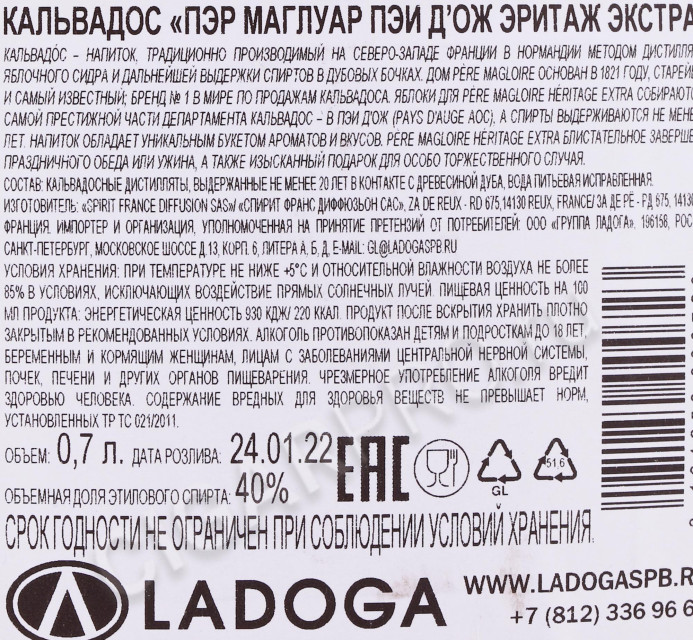 КАЛЬВАДОС «ПЭР МАГЛУАР ПЭИ Д’ОЖ ЭРИТАЖ ЭКСТРА
КАЛЬВАДÓС – НАПИТОК, ТРАДИЦИОННО ПРОИЗВОДИМЫЙ НА СЕВЕРО-ЗАПАДЕ ФРАНЦИИ В НОРМАНДИИ МЕТОДОМ ДИСТИЛЛЯ
ЯБЛОЧНОГО СИДРА И ДАЛЬНЕЙШЕЙ ВЫДЕРЖКИ СПИРТОВ В ДУБОВЫХ БОЧКАХ. ДОМ PÈRE MAGLOIRE ОСНОВАН В 1821 ГОДУ, СТАРЕЙ
И САМЫЙ ИЗВЕСТНЫЙ; БРЕНД № 1 В МИРЕ ПО ПРОДАЖАМ КАЛЬВАДОСА. ЯБЛОКИ ДЛЯ PÈRE MAGLOIRE HÉRITAGE EXTRA СОБИРАЮТ
САМОЙ ПРЕСТИЖНОЙ ЧАСТИ ДЕПАРТАМЕНТА КАЛЬВАДОС – В ПЭИ Д’ОЖ (PAYS D’AUGE AOC), А СПИРТЫ ВЫДЕРЖИВАЮТСЯ НЕ МЕНЕ
ЛЕТ. НАПИТОК ОБЛАДАЕТ УНИКАЛЬНЫМ БУКЕТОМ АРОМАТОВ И ВКУСОВ. PÈRE MAGLOIRE HÉRITAGE EXTRA БЛИСТАТЕЛЬНОЕ ЗАВЕРШЕ
ПРАЗДНИЧНОГО ОБЕДА ИЛИ УЖИНА, А ТАКЖЕ ИЗЫСКАННЫЙ ПОДАРОК ДЛЯ ОСОБО ТОРЖЕСТВЕННОГО СЛУЧАЯ.
СОСТАВ: КАЛЬВАДОСНЫЕ ДИСТИЛЛЯТЫ, ВЫДЕРЖАННЫЕ НЕ МЕНЕЕ 20 ЛЕТ В КОНТАКТЕ С ДРЕВЕСИНОЙ ДУБА, ВОДА ПИТЬЕВАЯ ИСПРАВЛЕННАЯ.
ИЗГОТОВИТЕЛЬ: «SPIRIT FRANCE DIFFUSION SAS»/ «СПИРИТ ФРАНС ДИФФЮЗЬОН САС», ZA DE REUX - RD 675,14130 REUX, FRANCE/ ЗА ДЕ РЁ - РД 675, 1413
ФРАНЦИЯ. ИМПОРТЕР И ОРГАНИЗАЦИЯ, УПОЛНОМОЧЕННАЯ НА ПРИНЯТИЕ ПРЕТЕНЗИЙ ОТ ПОТРЕБИТЕЛЕЙ: ООО «ГРУППА ЛАДОГА», 196158, РОС
САНКТ-ПЕТЕРБУРГ, МОСКОВСКОЕ ШОССЕ Д.13, КОРП. 6, ЛИТЕРА А, Б, Д, E-MAIL: GL@LADOGASPB.RU
УСЛОВИЯ ХРАНЕНИЯ: ПРИ ТЕМПЕРАТУРЕ НЕ НИЖЕ +5°С И ОТНОСИТЕЛЬНОЙ ВЛАЖНОСТИ ВОЗДУХА НЕ БОЛЕЕ
85% В УСЛОВИЯХ, ИСКЛЮЧАЮЩИХ ВОЗДЕЙСТВИЕ ПРЯМЫХ СОЛНЕЧНЫХ ЛУЧЕЙ. ПИЩЕВАЯ ЦЕННОСТЬ НА 100
МЛ ПРОДУКТА: ЭНЕРГЕТИЧЕСКАЯ ЦЕННОСТЬ 930 КДЖ/ 220 ККАЛ. ПРОДУКТ ПОСЛЕ ВСКРЫТИЯ ХРАНИТЬ ПЛОТНО
ЗАКРЫТЫМ В РЕКОМЕНДОВАННЫХ УСЛОВИЯХ. АЛКОГОЛЬ ПРОТИВОПОКАЗАН ДЕТЯМ И ПОДРОСТКАМ ДО 18 ЛЕТ,
БЕРЕМЕННЫМ И КОРМЯЩИМ ЖЕНЩИНАМ, ЛИЦАМ С ЗАБОЛЕВАНИЯМИ ЦЕНТРАЛЬНОЙ НЕРВНОЙ СИСТЕМЫ,
ПОЧЕК, ПЕЧЕНИ И ДРУГИХ ОРГАНОВ ПИЩЕВАРЕНИЯ. ЧРЕЗМЕРНОЕ УПОТРЕБЛЕНИЕ АЛКОГОЛЯ ВРЕДИТ
ЗДОРОВЬЮ ЧЕЛОВЕКА. СОДЕРЖАНИЕ ВРЕДНЫХ ДЛЯ ЗДОРОВЬЯ ВЕЩЕСТВ НЕ ПРЕВЫШАЕТ НОРМ,
УСТАНОВЛЕННЫХ ТР ТС 021/2011.
ОБЪЕМ: 0,7 л. ДАТА РОЗЛИВА: 24.01.22 EAC
GL 51,6
ОБЪЕМНАЯ ДОЛЯ ЭТИЛОВОГО СПИРТА: 40%
СРОК ГОДНОСТИ НЕ ОГРАНИЧЕН ПРИ СОБЛЮДЕНИИ УСЛОВИЙ ХРАНЕНИЯ.
LADOGA
WWW.LADOGASPB.R
+7 (812) 336 96 6